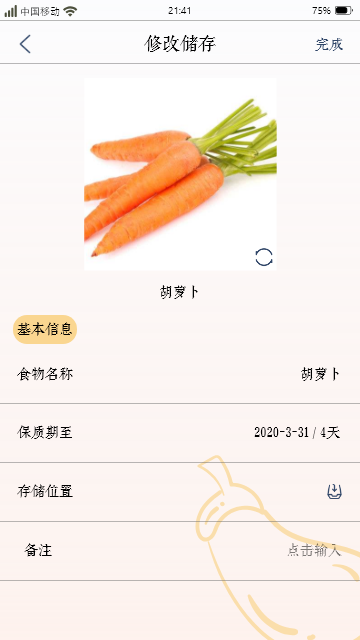 中国移动 21:41 75%
修改储存 完成
胡萝卜
基本信息
食物名称 胡萝卜
保质期至 2020-3-31 / 4天
存储位置
备注 点击输入